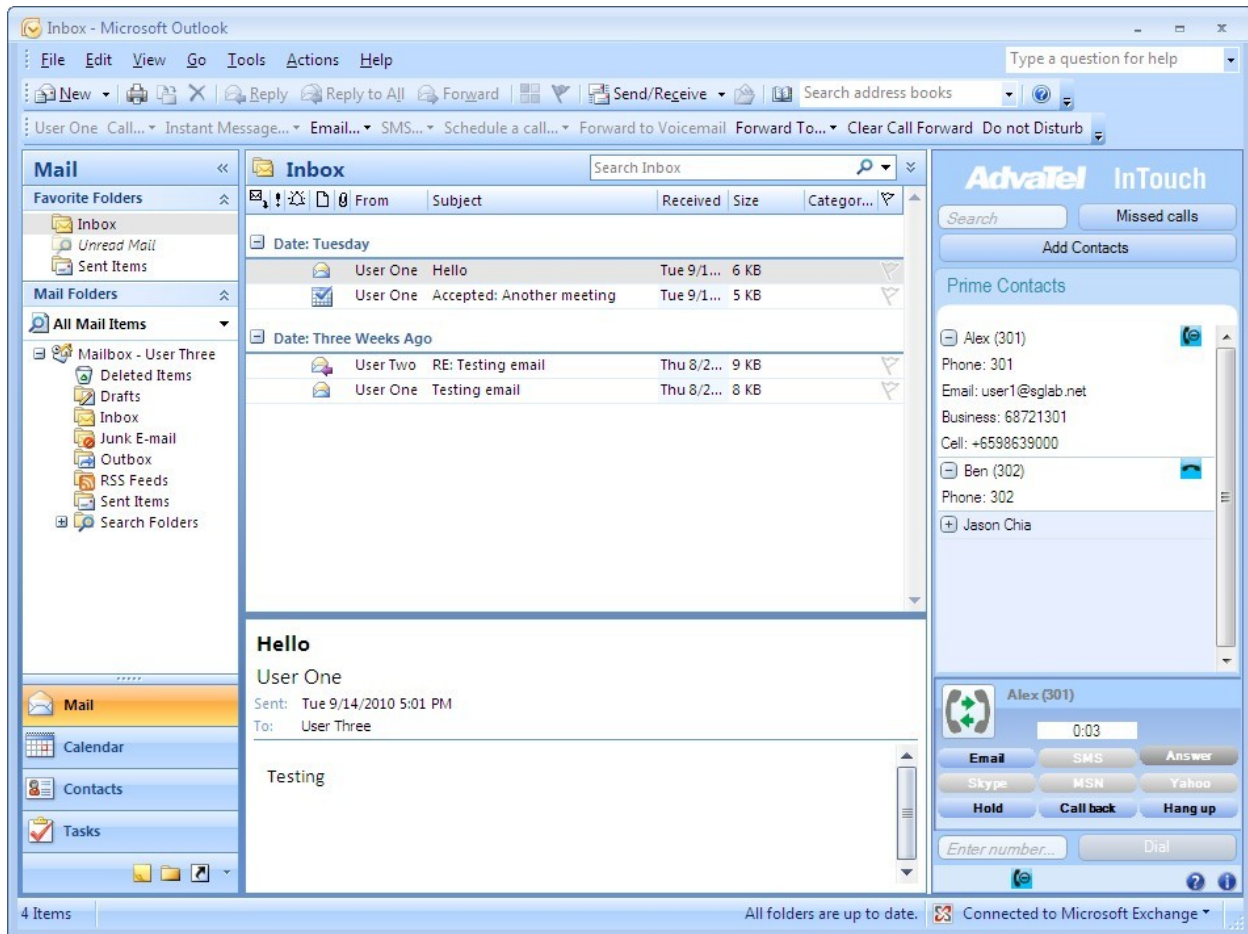 Inbox - Microsoft Outlook
File Edit View Go Tools Actions Help Type a question for help
New Reply Reply to All Forward Send/Receive Search address books
User One Call... Instant Message... Email... SMS... Schedule a call... Forward to Voicemail Forward To... Clear Call Forward Do not Disturb
Mail
Favorite Folders
Inbox
Unread Mail
Sent Items
Mail Folders
All Mail Items
Mailbox - User Three
Deleted Items
Drafts
Inbox
Junk E-mail
Outbox
RSS Feeds
Sent Items
Search Folders
Mail
Calendar
Contacts
Tasks
Inbox Search Inbox
From Subject Received Size Categor...
Date: Tuesday
User One Hello Tue 9/1... 6 KB
User One Accepted: Another meeting Tue 9/1... 5 KB
Date: Three Weeks Ago
User Two RE: Testing email Thu 8/2... 9 KB
User One Testing email Thu 8/2... 8 KB
Hello
User One
Sent: Tue 9/14/2010 5:01 PM
To: User Three
Testing
AdvaTel InTouch
Search Missed calls
Add Contacts
Prime Contacts
Alex (301)
Phone: 301
Email: user1@sglab.net
Business: 68721301
Cell: +6598639000
Ben (302)
Phone: 302
Jason Chia
Alex (301)
0:03
Email SMS Answer
Skype MSN Yahoo
Hold Call back Hang up
Enter number... Dial
4 Items All folders are up to date. Connected to Microsoft Exchange